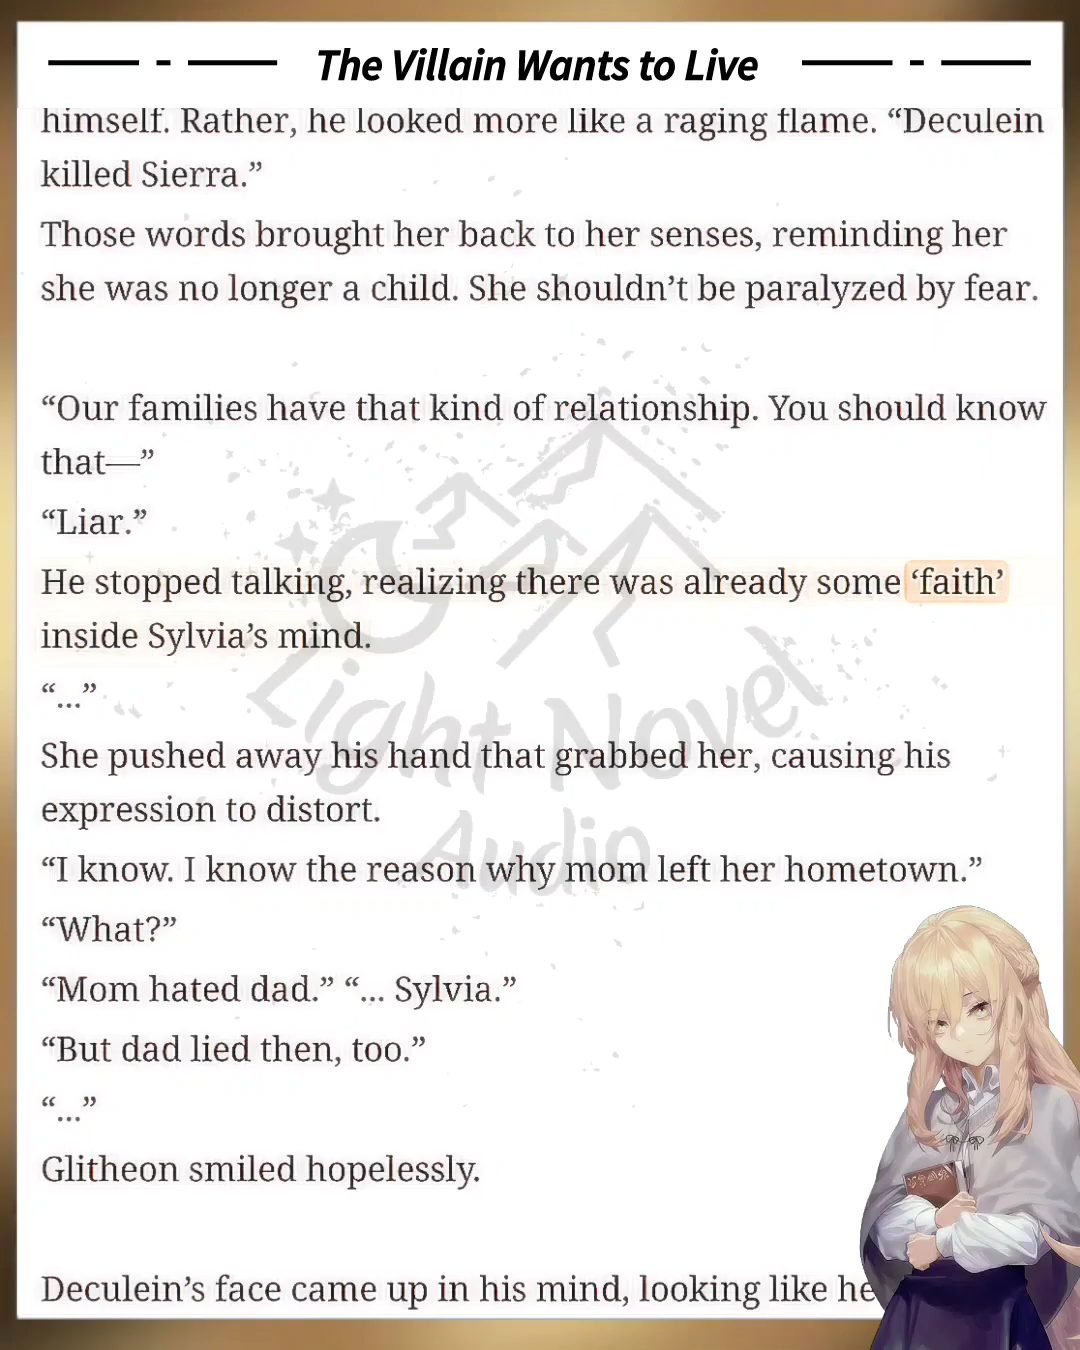 The Villain Wants to Live
himself. Rather, he looked more like a raging flame. “Deculein
killed Sierra.”
Those words brought her back to her senses, reminding her
she was no longer a child. She shouldn’t be paralyzed by fear.
“Our families have that kind of relationship. You should know
that—”
“Liar.”
He stopped talking, realizing there was already some ‘faith’
inside Sylvia’s mind.
“...”
She pushed away his hand that grabbed her, causing his
expression to distort.
“I know. I know the reason why mom left her hometown.”
“What?”
“Mom hated dad.” “... Sylvia.”
“But dad lied then, too.”
“...”
Glitheon smiled hopelessly.
Deculein’s face came up in his mind, looking like he
Light Novel
Audio